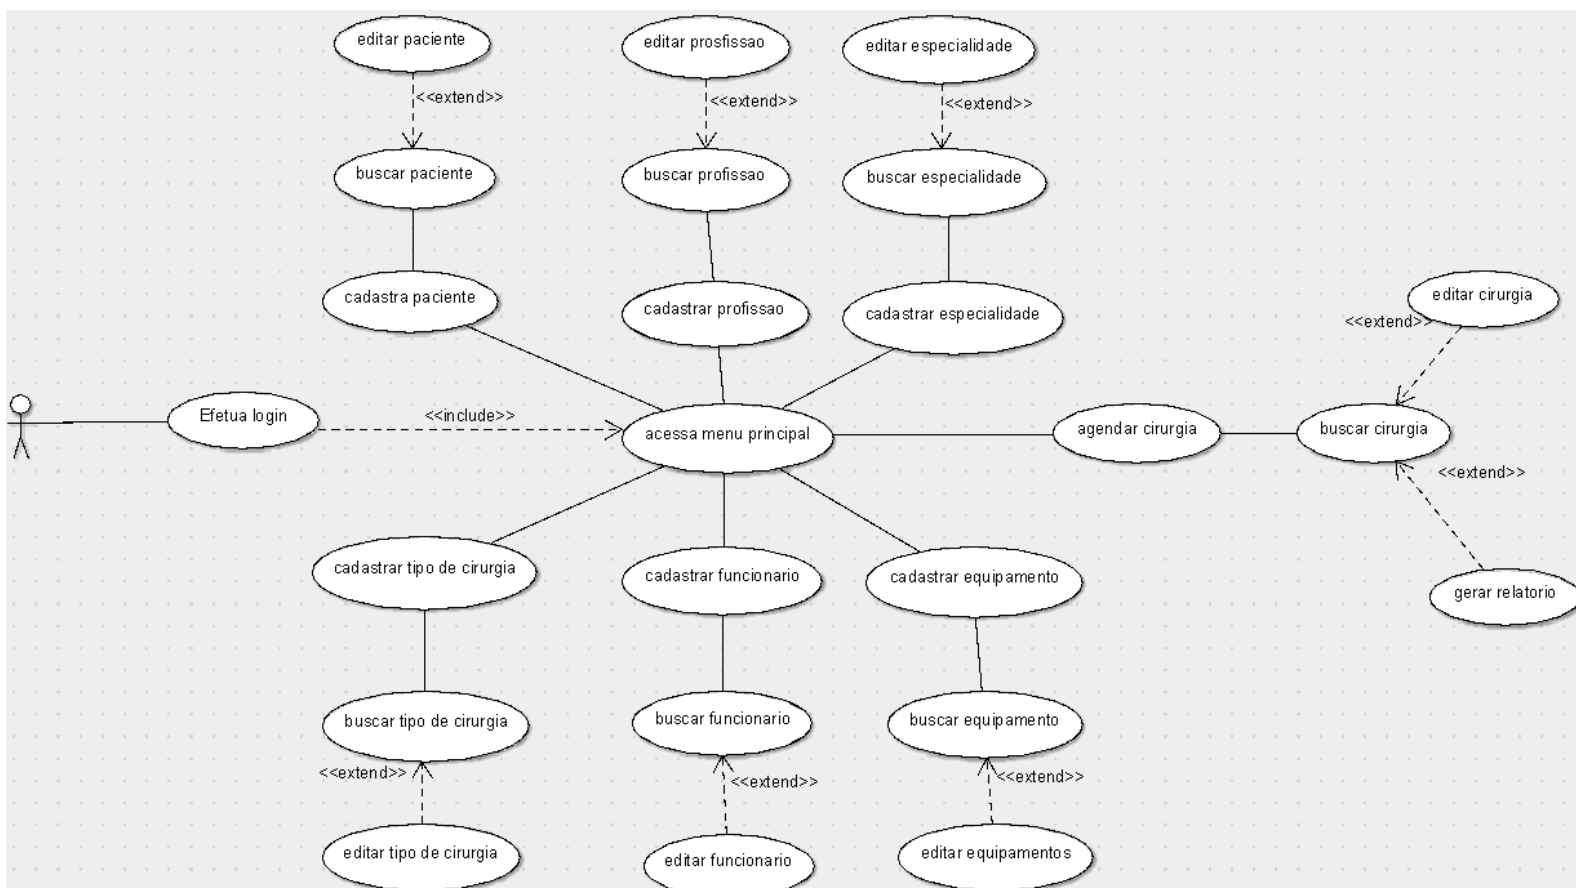 editar paciente
editar prosfissao
editar especialidade
<<extend>>
<<extend>>
<<extend>>
buscar paciente
buscar profissao
buscar especialidade
cadastra paciente
cadastrar profissao
cadastrar especialidade
editar cirurgia
<<extend>>
Efetua login
<<include>>
acessa menu principal
agendar cirurgia
buscar cirurgia
<<extend>>
cadastrar tipo de cirurgia
cadastrar funcionario
cadastrar equipamento
gerar relatorio
buscar tipo de cirurgia
buscar funcionario
buscar equipamento
<<extend>>
<<extend>>
<<extend>>
editar tipo de cirurgia
editar funcionario
editar equipamentos